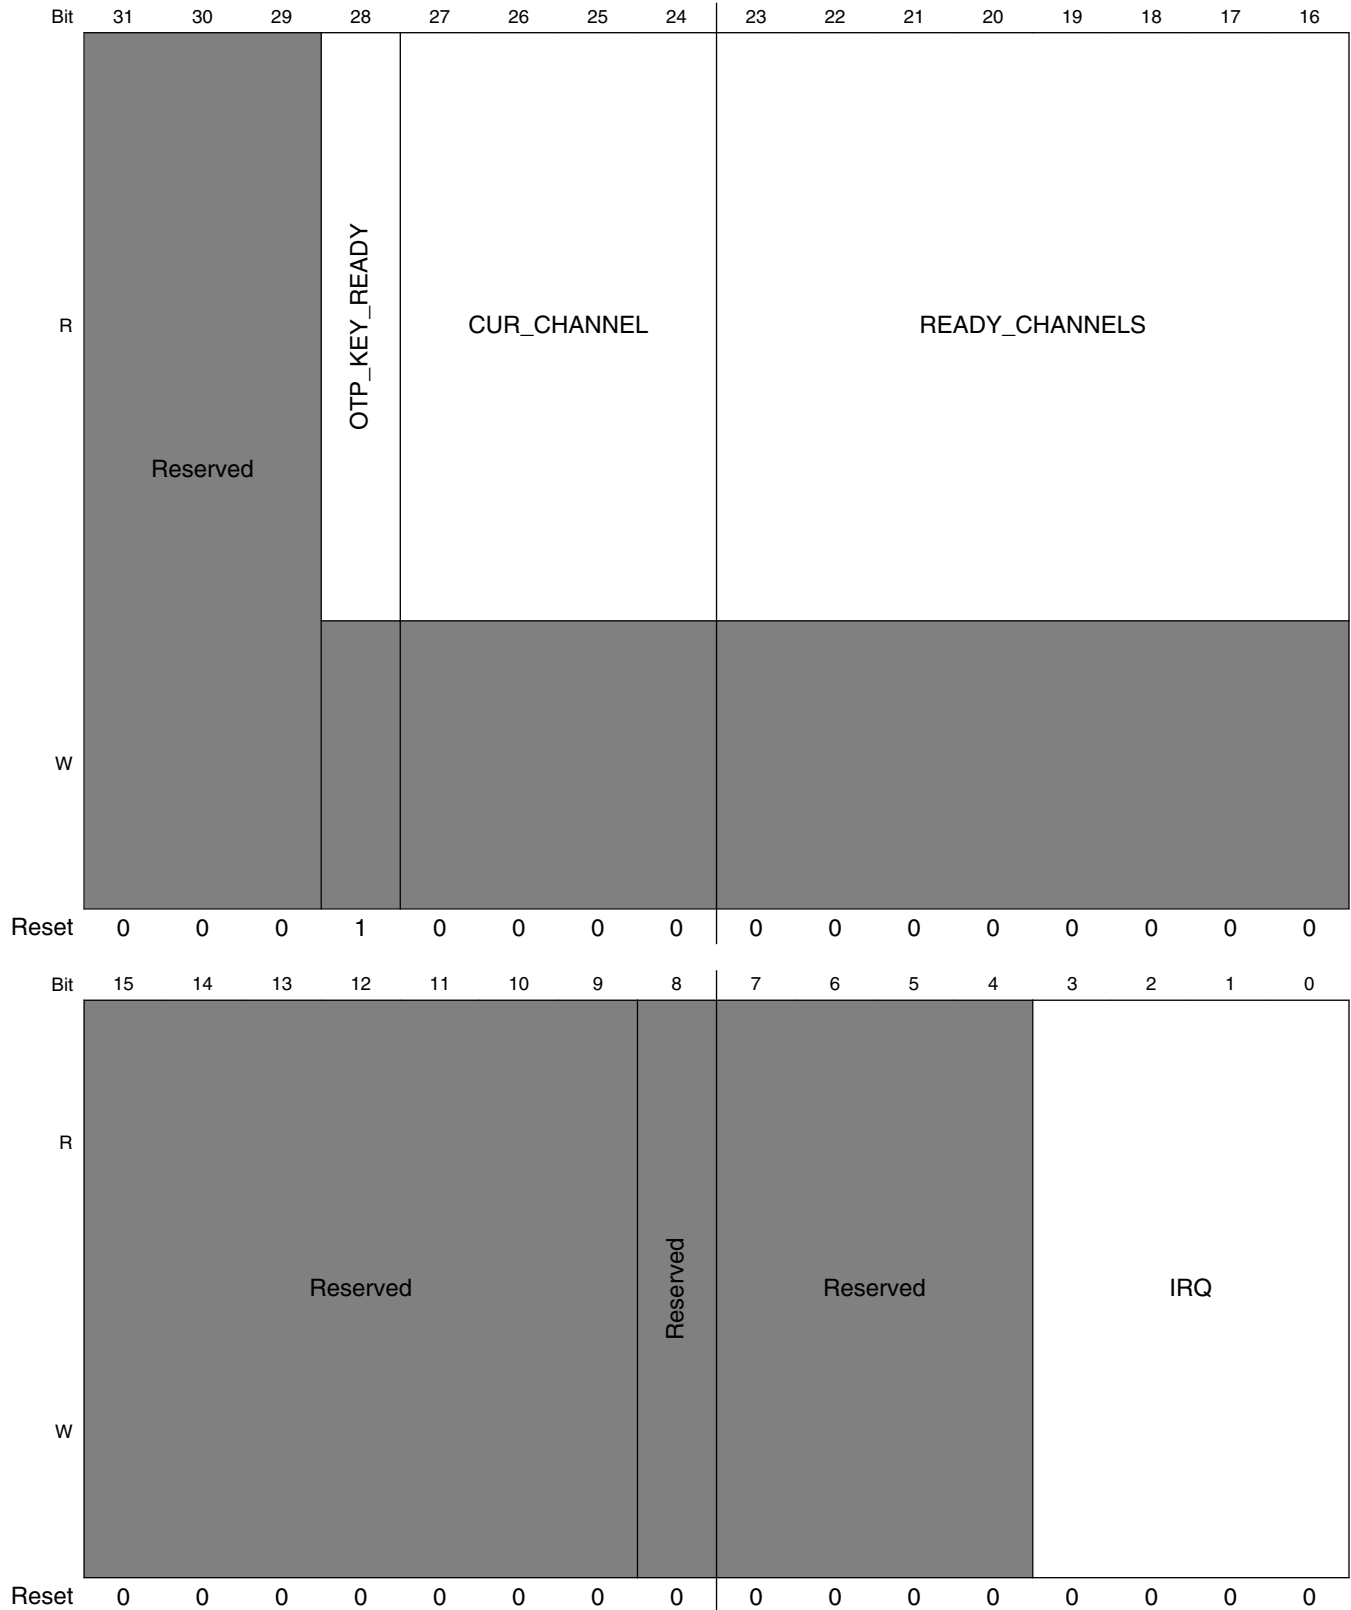 Bit 31 30 29 28 27 26 25 24 23 22 21 20 19 18 17 16
R
Reserved
OTP_KEY_READY
CUR_CHANNEL
READY_CHANNELS
W
Reset 0 0 0 1 0 0 0 0 0 0 0 0 0 0 0 0
Bit 15 14 13 12 11 10 9 8 7 6 5 4 3 2 1 0
R
Reserved
Reserved
Reserved
IRQ
W
Reset 0 0 0 0 0 0 0 0 0 0 0 0 0 0 0 0